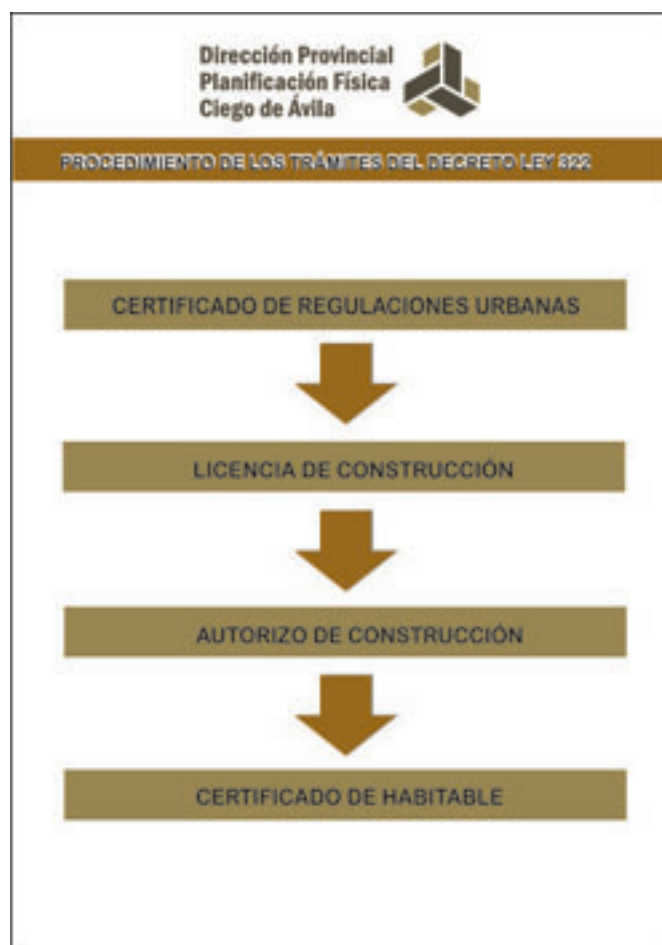 Dirección Provincial
Planificación Física
Ciego de Ávila
PROCEDIMIENTO DE LOS TRÁMITES DEL DECRETO LEY 322
CERTIFICADO DE REGULACIONES URBANAS
LICENCIA DE CONSTRUCCIÓN
AUTORIZO DE CONSTRUCCIÓN
CERTIFICADO DE HABITABLE